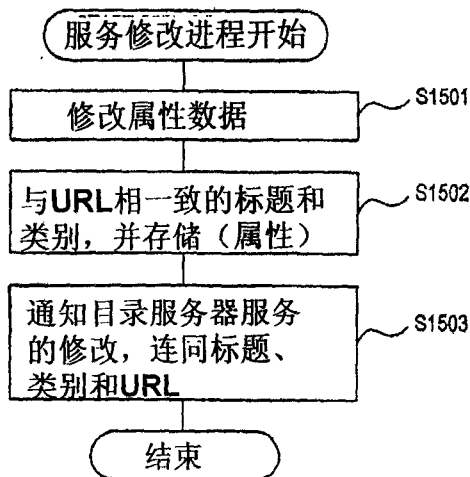 服务修改进程开始
修改属性数据
S1501
与URL相一致的标题和
类别，并存储（属性）
S1502
通知目录服务器服务
的修改，连同标题、
类别和URL
S1503
结束